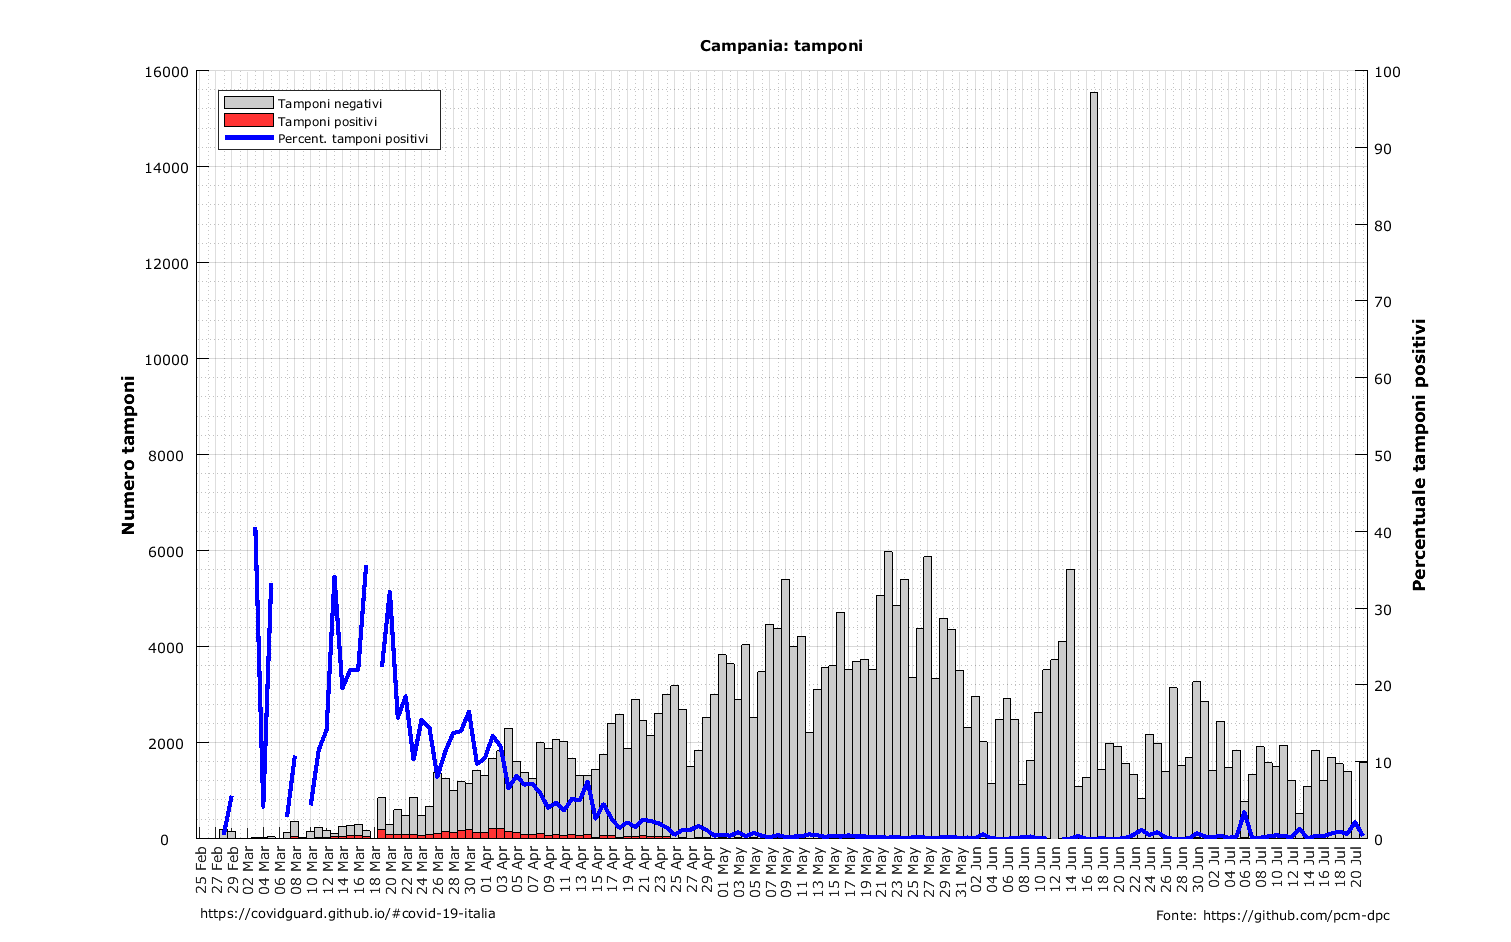 Campania: tamponi
16000
14000
12000
10000
8000
6000
4000
2000
0
Numero tamponi
Tamponi negativi
Tamponi positivi
Percent. tamponi positivi
100
90
80
70
60
50
40
30
20
10
0
Percentuale tamponi positivi
25 Feb
27 Feb
29 Feb
02 Mar
04 Mar
06 Mar
08 Mar
10 Mar
12 Mar
14 Mar
16 Mar
18 Mar
20 Mar
22 Mar
24 Mar
26 Mar
28 Mar
30 Mar
01 Apr
03 Apr
05 Apr
07 Apr
09 Apr
11 Apr
13 Apr
15 Apr
17 Apr
19 Apr
21 Apr
23 Apr
25 Apr
27 Apr
29 Apr
01 May
03 May
05 May
07 May
09 May
11 May
13 May
15 May
17 May
19 May
21 May
23 May
25 May
27 May
29 May
31 May
02 Jun
04 Jun
06 Jun
08 Jun
10 Jun
12 Jun
14 Jun
16 Jun
18 Jun
20 Jun
22 Jun
24 Jun
26 Jun
28 Jun
30 Jun
02 Jul
04 Jul
06 Jul
08 Jul
10 Jul
12 Jul
14 Jul
16 Jul
18 Jul
20 Jul
https://covidguard.github.io/#covid-19-italia
Fonte: https://github.com/pcm-dpc